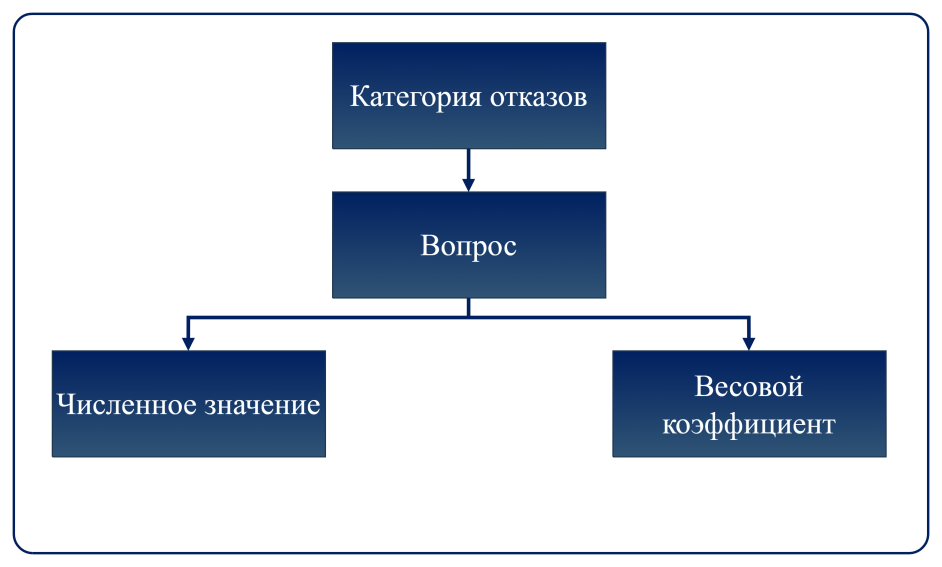 Категория отказов
Вопрос
Численное значение
Весовой
коэффициент